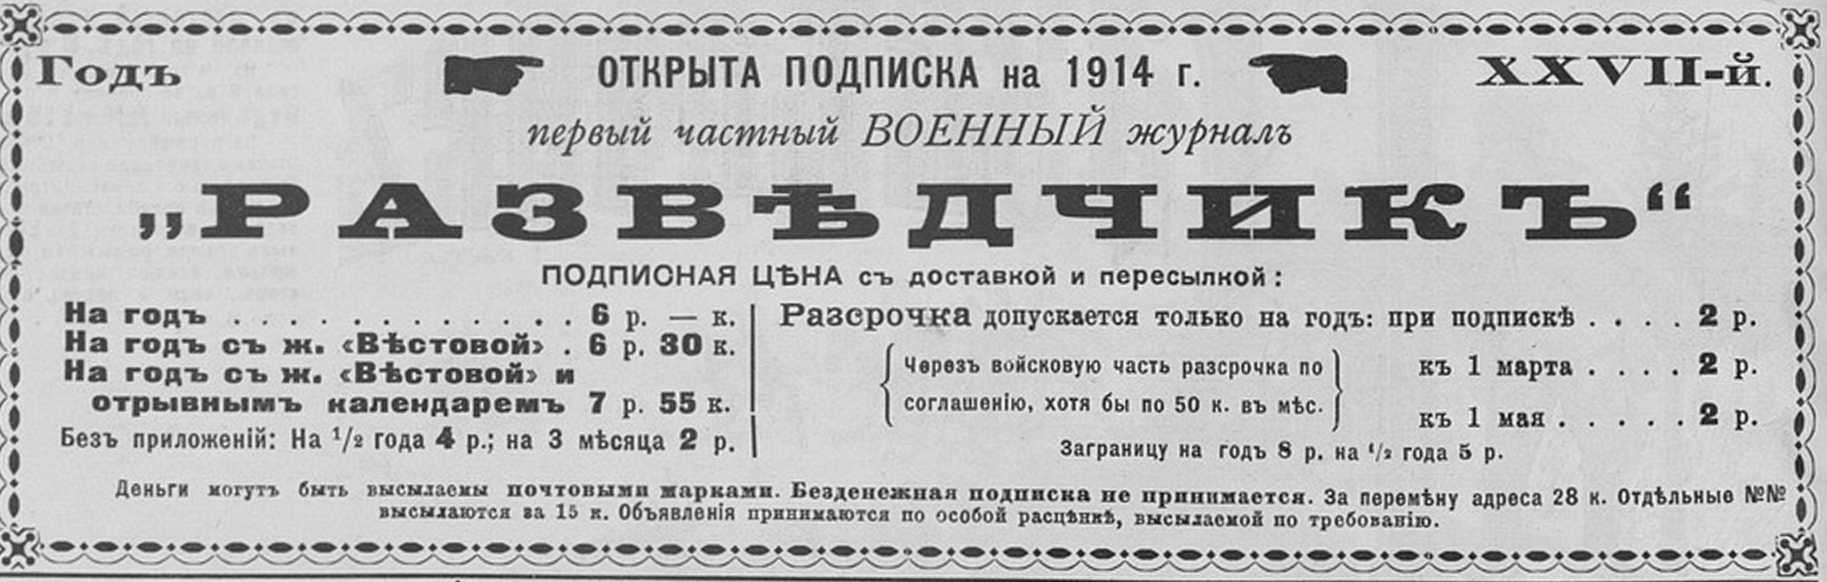 Годъ ОТКРЫТА ПОДПИСКА на 1914 г. XXVII-й.
первый частный ВОЕННЫЙ журналъ
„РАЗВѢДЧИКЪ“
ПОДПИСНАЯ ЦѢНА съ доставкой и пересылкой:
На годъ . . . . . . . . . . . . . 6 р. — к.
На годъ съ ж. «Вѣстовой» . 6 р. 30 к.
На годъ съ ж. «Вѣстовой» и
отрывнымъ календаремъ 7 р. 55 к.
Безъ приложеній: На 1/2 года 4 р.; на 3 мѣсяца 2 р.
Разсрочка допускается только на годъ: при подпискѣ . . . . 2 р.
Черезъ войсковую часть разсрочка по
соглашенію, хотя бы по 50 к. въ мѣс.
къ 1 марта . . . . 2 р.
къ 1 мая . . . . . 2 р.
Заграницу на годъ 8 р. на 1/2 года 5 р.
Деньги могутъ быть высылаемы почтовыми марками. Безденежная подписка не принимается. За перемѣну адреса 28 к. Отдѣльные №№
высылаются за 15 к. Объявленія принимаются по особой расцѣнкѣ, высылаемой по требованію.